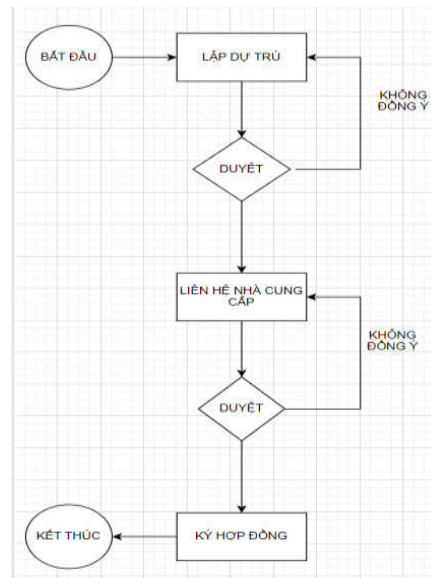 BẮT ĐẦU
LẬP DỰ TRÙ
KHÔNG
ĐỒNG Ý
DUYỆT
LIÊN HỆ NHÀ CUNG
CẤP
KHÔNG
ĐỒNG Ý
DUYỆT
KẾT THÚC
KÝ HỢP ĐỒNG